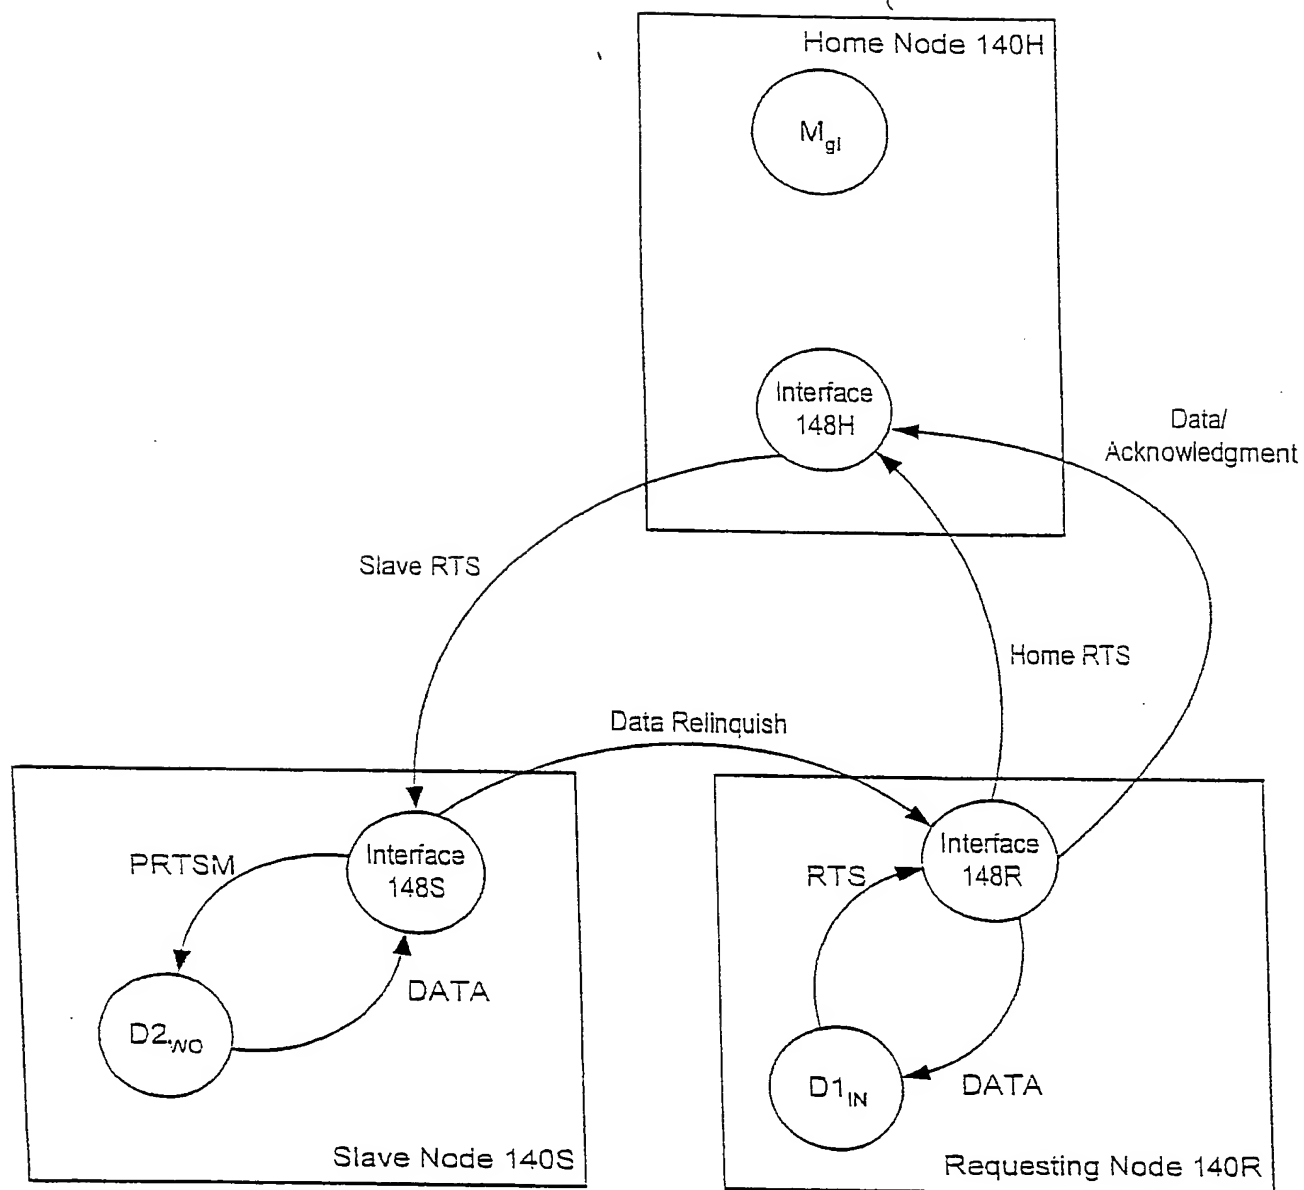 Home Node 140H
M_gI
Interface
148H
Data/
Acknowledgment
Slave RTS
Home RTS
Data Relinquish
PRTSM
Interface
148S
Interface
148R
RTS
DATA
D2_WO
D1_IN
DATA
Slave Node 140S
Requesting Node 140R